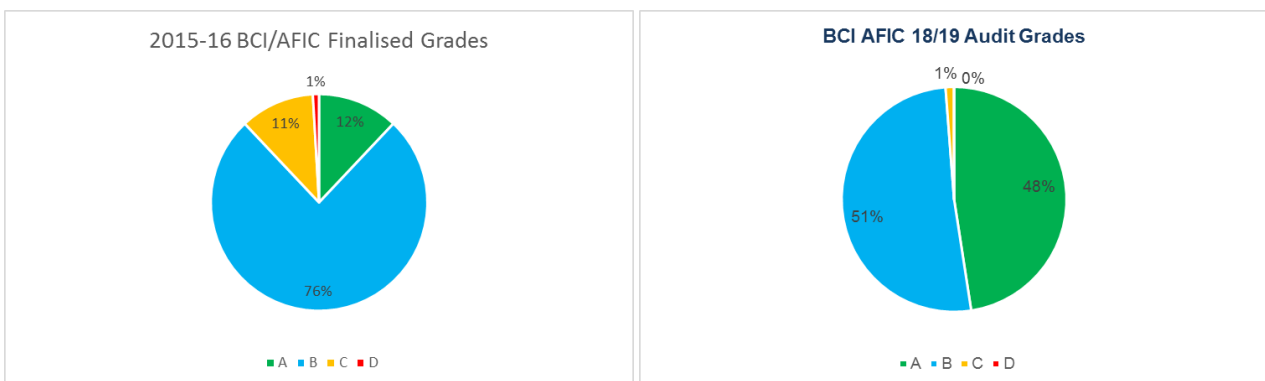 2015-16 BCI/AFIC Finalised Grades
1%
11%
12%
76%
A B C D
BCI AFIC 18/19 Audit Grades
1%
0%
48%
51%
A B C D